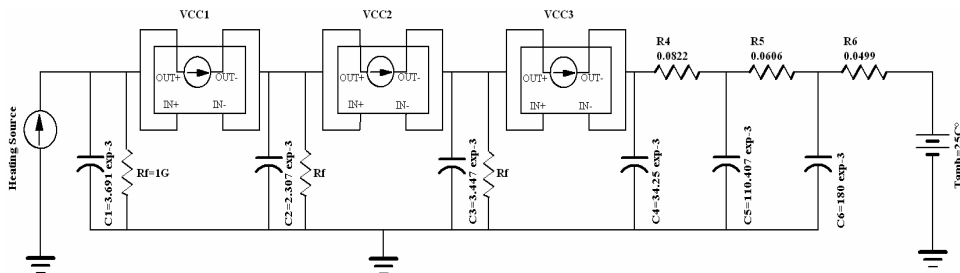 VCC1
VCC2
VCC3
OUT+
OUT-
IN+
IN-
OUT+
OUT-
IN+
IN-
OUT+
OUT-
IN+
IN-
R4
0.0822
R5
0.0606
R6
0.0499
Heating Source
C1=3.691 exp-3
Rf=1G
C2=2.307 exp-3
Rf
C3=3.447 exp-3
Rf
C4=34.25 exp-3
C5=110.407 exp-3
C6=180 exp-3
Tamb=25C°